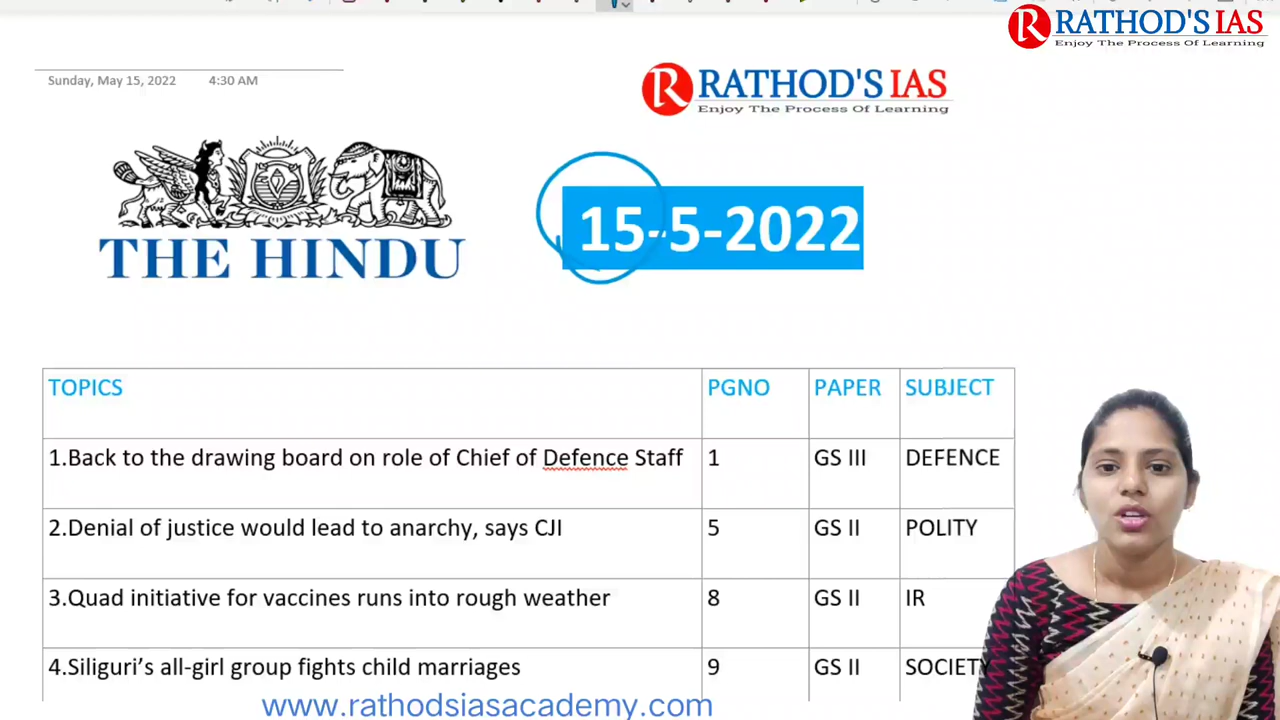 RATHOD'S IAS
Enjoy The Process Of Learning
Sunday, May 15, 2022 4:30 AM
RATHOD'S IAS
Enjoy The Process Of Learning
THE HINDU
15-5-2022
TOPICS PGNO PAPER SUBJECT
1.Back to the drawing board on role of Chief of Defence Staff 1 GS III DEFENCE
2.Denial of justice would lead to anarchy, says CJI 5 GS II POLITY
3.Quad initiative for vaccines runs into rough weather 8 GS II IR
4.Siliguri’s all-girl group fights child marriages 9 GS II SOCIETY
www.rathodsiasacademy.com